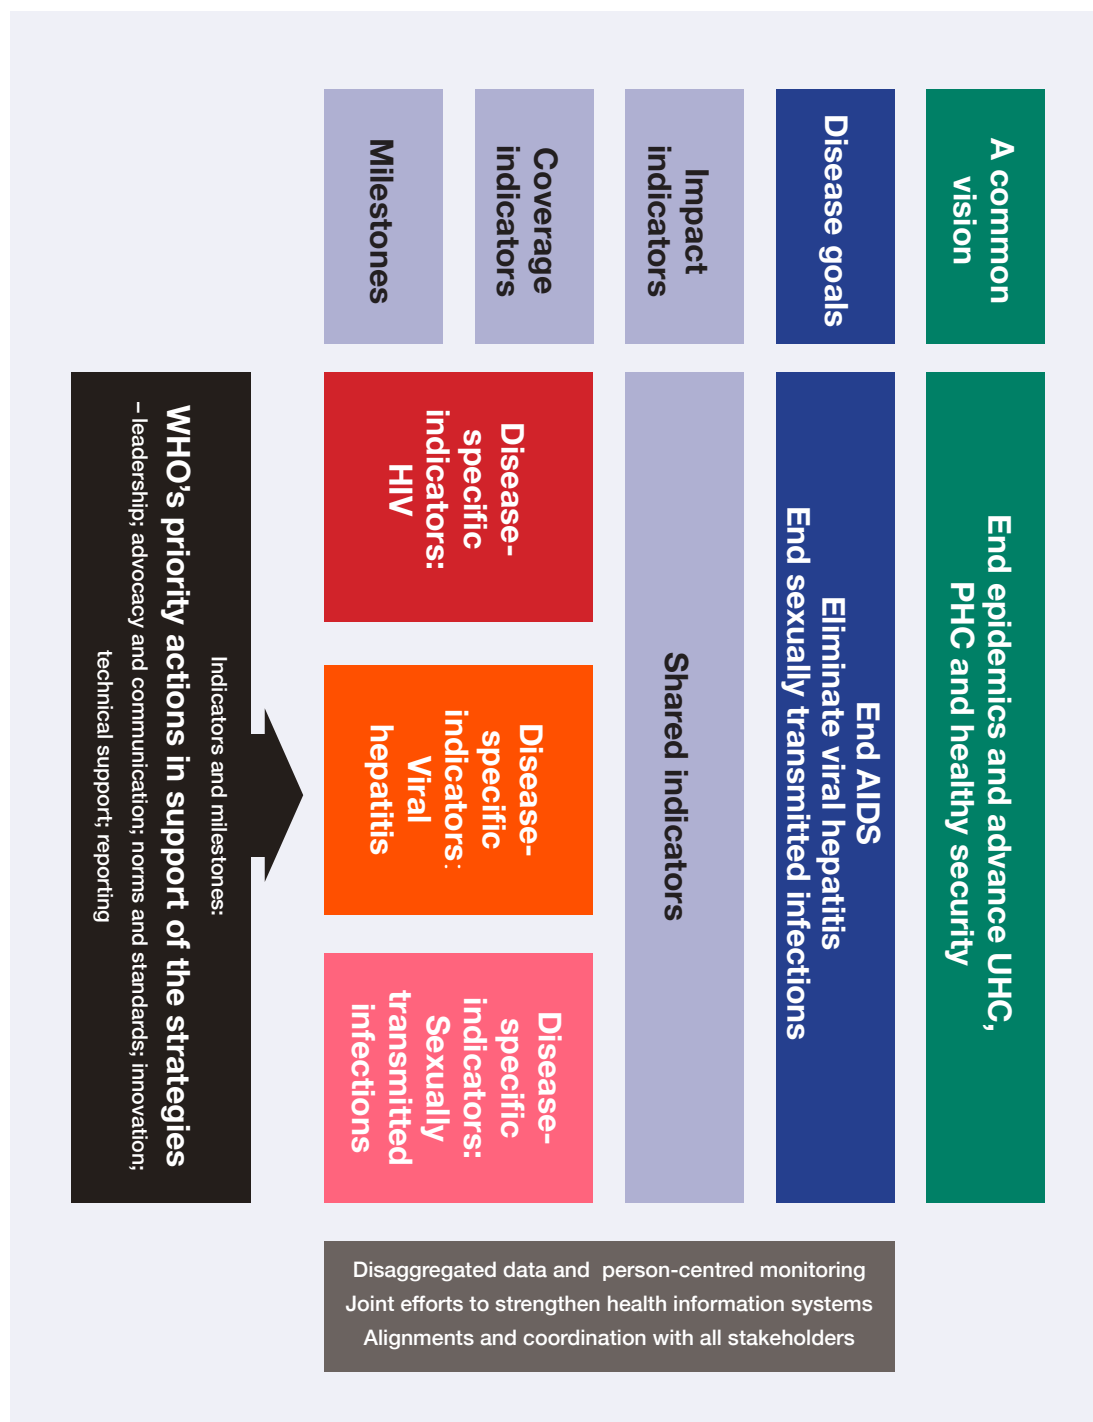 A common
vision
End epidemics and advance UHC,
PHC and healthy security
Disease goals
End AIDS
Eliminate viral hepatitis
End sexually transmitted infections
Impact
indicators
Shared indicators
Coverage
indicators
Milestones
Disease-
specific
indicators:
HIV
Disease-
specific
indicators:
Viral
hepatitis
Disease-
specific
indicators:
Sexually
transmitted
infections
Indicators and milestones:
WHO’s priority actions in support of the strategies
– leadership; advocacy and communication; norms and standards; innovation;
technical support; reporting
Disaggregated data and person-centred monitoring
Joint efforts to strengthen health information systems
Alignments and coordination with all stakeholders